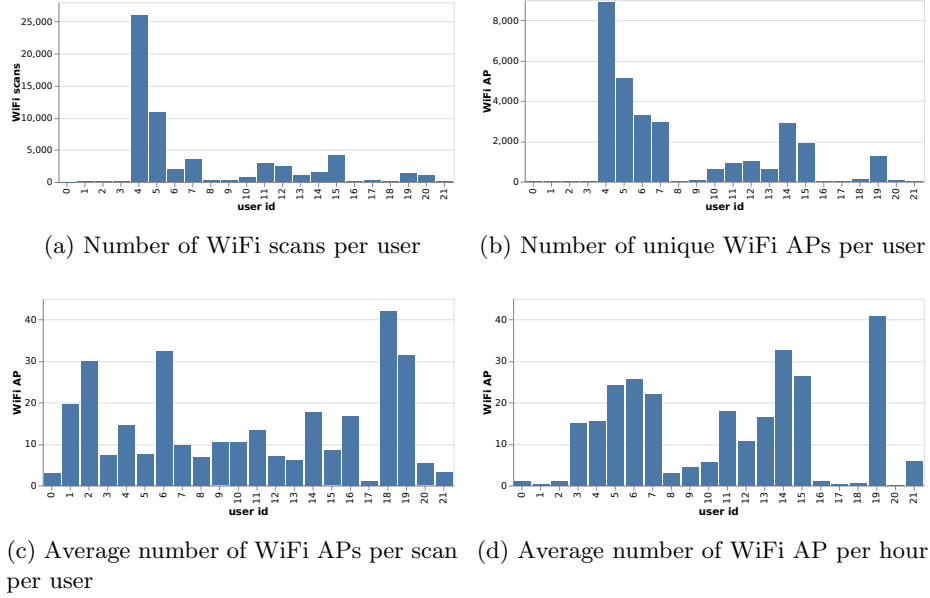 25,000
20,000
15,000
10,000
5,000
0
WiFi scans
0 1 2 3 4 5 6 7 8 9 10 11 12 13 14 15 16 17 18 19 20 21
user id
(a) Number of WiFi scans per user
8,000
6,000
4,000
2,000
0
WiFi AP
0 1 2 3 4 5 6 7 8 9 10 11 12 13 14 15 16 17 18 19 20 21
user id
(b) Number of unique WiFi APs per user
40
30
20
10
0
WiFi AP
0 1 2 3 4 5 6 7 8 9 10 11 12 13 14 15 16 17 18 19 20 21
user id
(c) Average number of WiFi APs per scan
per user
40
30
20
10
0
WiFi AP
0 1 2 3 4 5 6 7 8 9 10 11 12 13 14 15 16 17 18 19 20 21
user id
(d) Average number of WiFi AP per hour